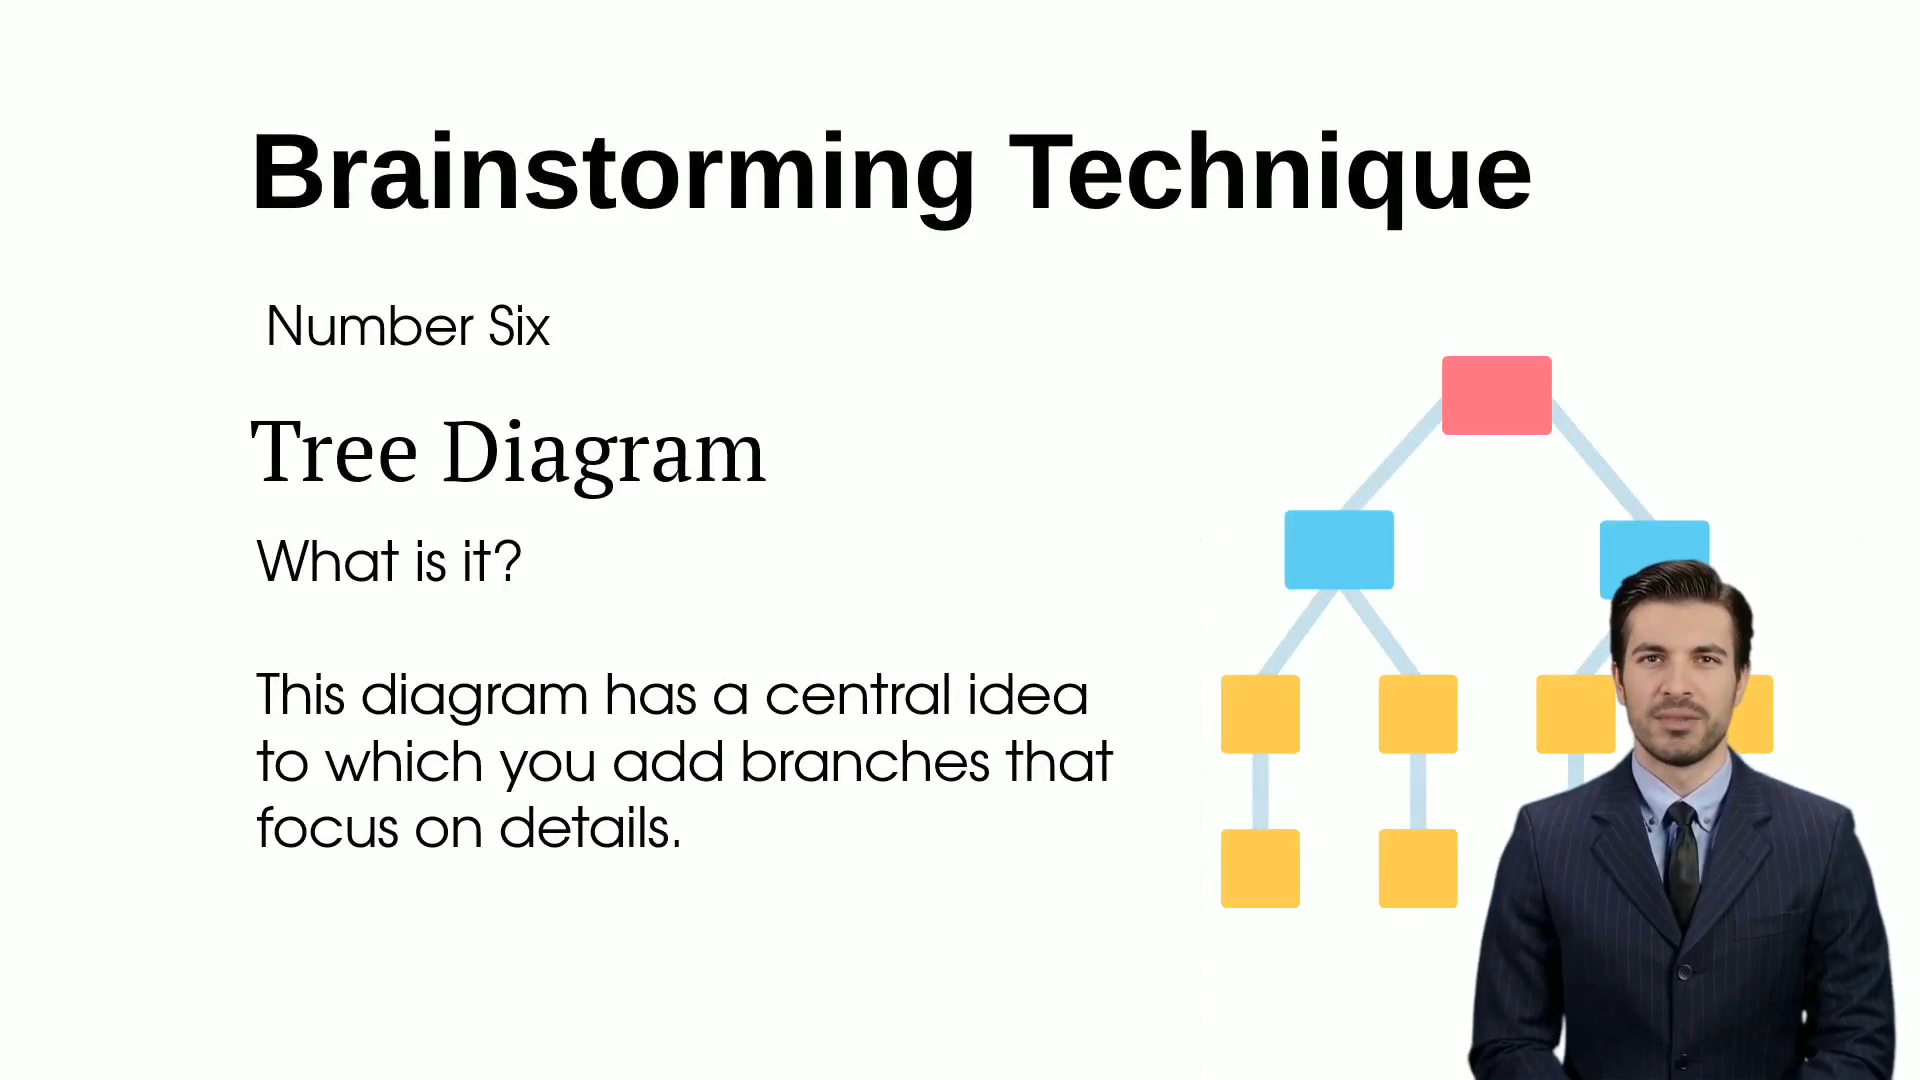 Brainstorming Technique
Number Six
Tree Diagram
What is it?
This diagram has a central idea
to which you add branches that
focus on details.